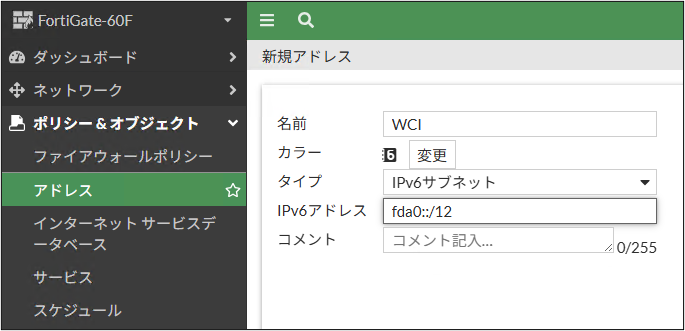 FortiGate-60F
ダッシュボード
ネットワーク
ポリシー & オブジェクト
ファイアウォールポリシー
アドレス
インターネット サービスデ
ータベース
サービス
スケジュール
新規アドレス
名前 WCI
カラー 6 変更
タイプ IPv6サブネット
IPv6アドレス fda0::/12
コメント コメント記入... 0/255